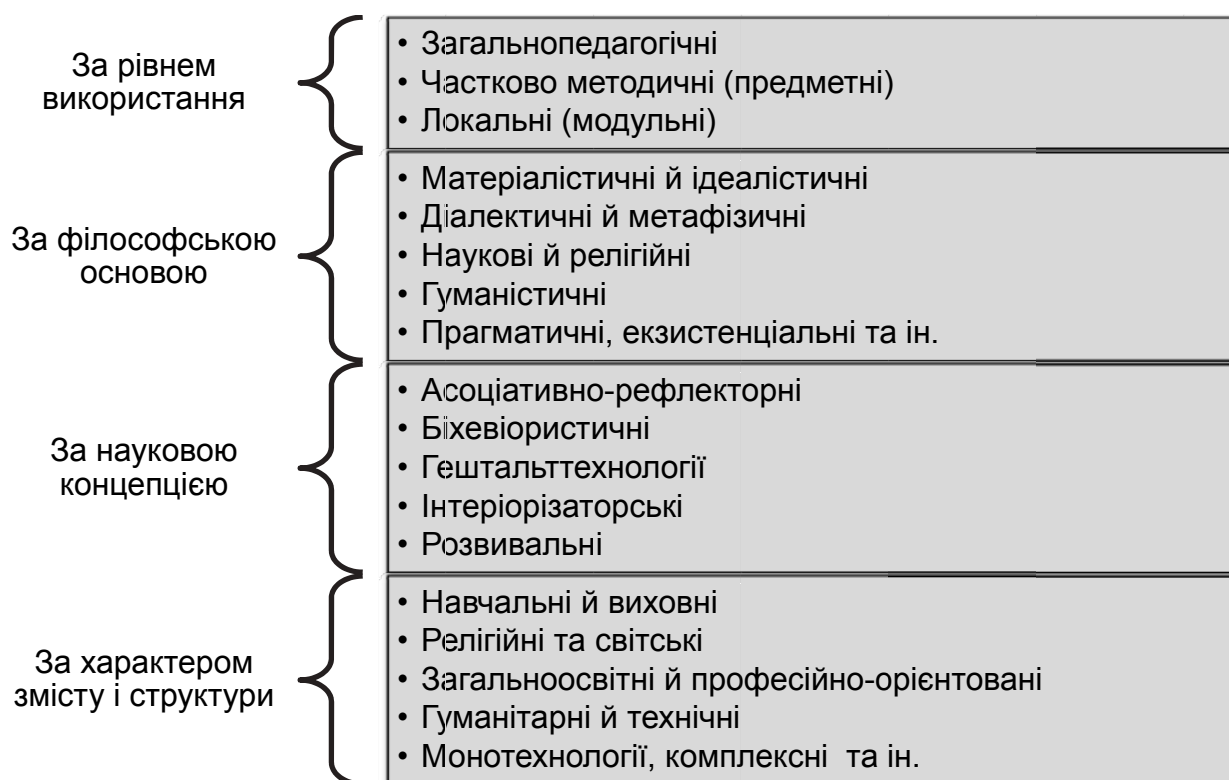 За рівнем
використання
• Загальнопедагогічні
• Частково методичні (предметні)
• Локальні (модульні)
За філософською
основою
• Матеріалістичні й ідеалістичні
• Діалектичні й метафізичні
• Наукові й релігійні
• Гуманістичні
• Прагматичні, екзистенціальні та ін.
За науковою
концепцією
• Асоціативно-рефлекторні
• Біхевіористичні
• Гештальттехнології
• Інтеріорізаторські
• Розвивальні
За характером
змісту і структури
• Навчальні й виховні
• Релігійні та світські
• Загальноосвітні й професійно-орієнтовані
• Гуманітарні й технічні
• Монотехнології, комплексні  та ін.